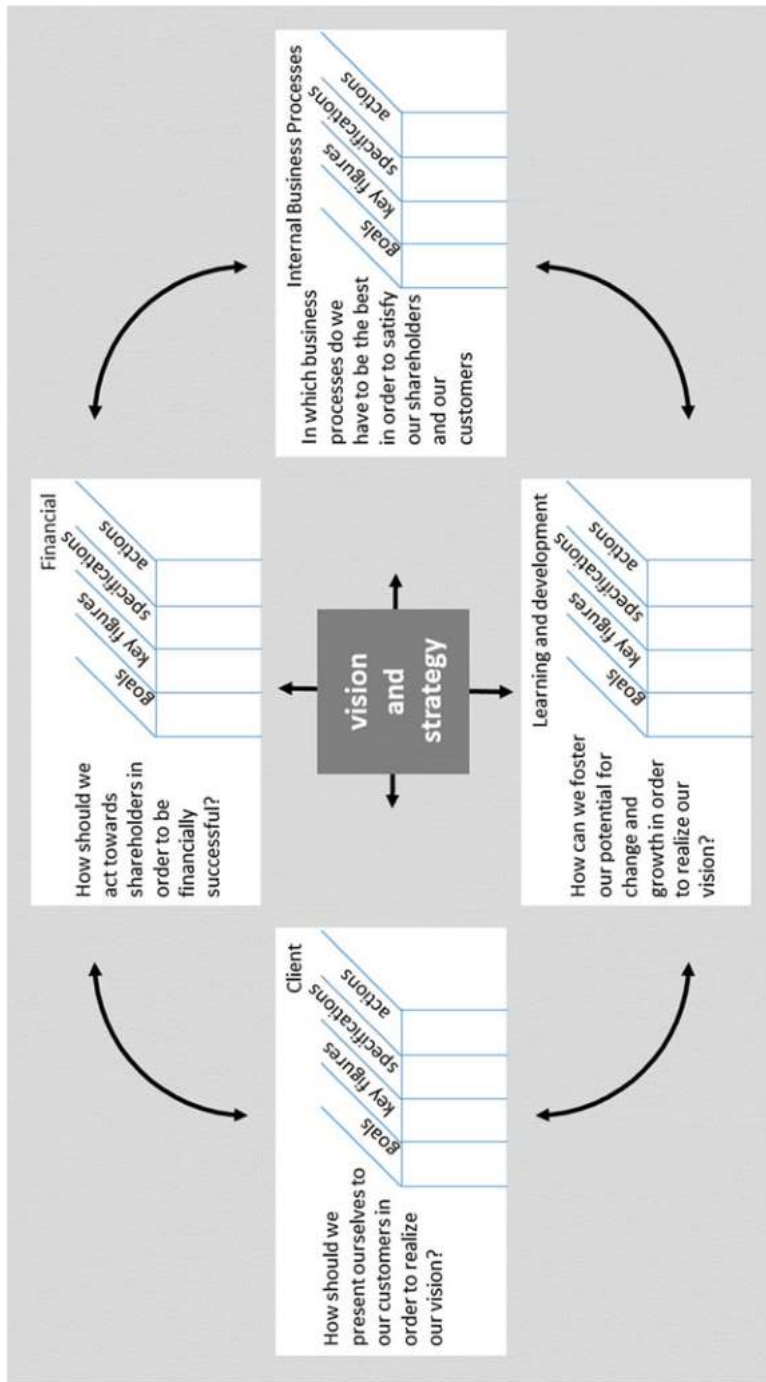 Financial
How should we
act towards
shareholders in
order to be
financially
successful?
goals
key figures
specifications
actions
Client
How should we
present ourselves to
our customers in
order to realize
our vision?
goals
key figures
specifications
actions
vision
and
strategy
Internal Business Processes
In which business
processes do we
have to be the best
in order to satisfy
our shareholders
and our
customers
goals
key figures
specifications
actions
Learning and development
How can we foster
our potential for
change and
growth in order
to realize our
vision?
goals
key figures
specifications
actions